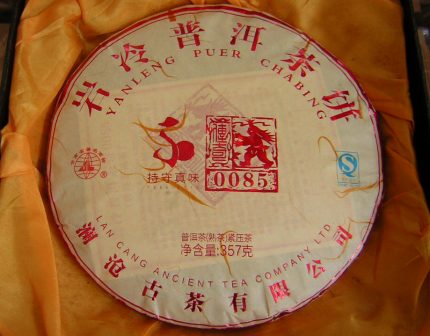 岩冷普洱茶饼
YANLENG PUER CHABING
持守真味
0085
普洱茶(熟茶)紧压茶
净含量:357克
LAN CANG ANCIENT TEA COMPANY LTD.
澜沧古茶有限公司